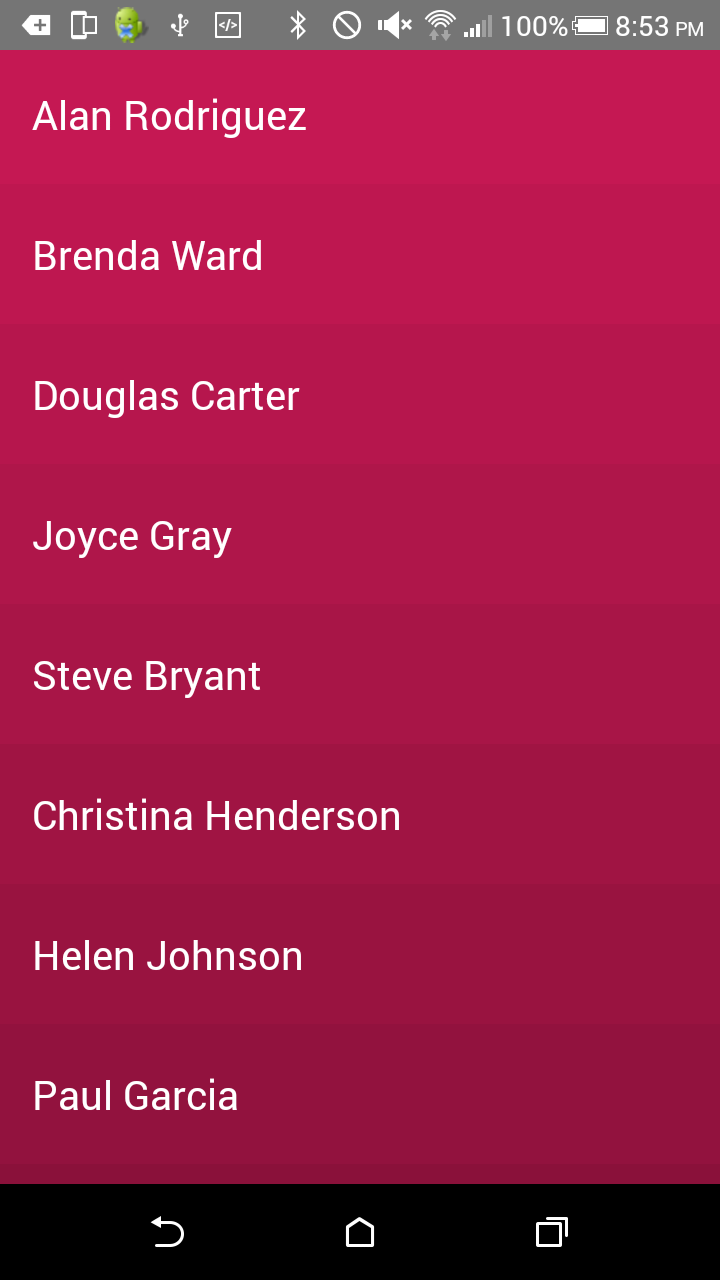 100% 8:53 PM
Alan Rodriguez
Brenda Ward
Douglas Carter
Joyce Gray
Steve Bryant
Christina Henderson
Helen Johnson
Paul Garcia